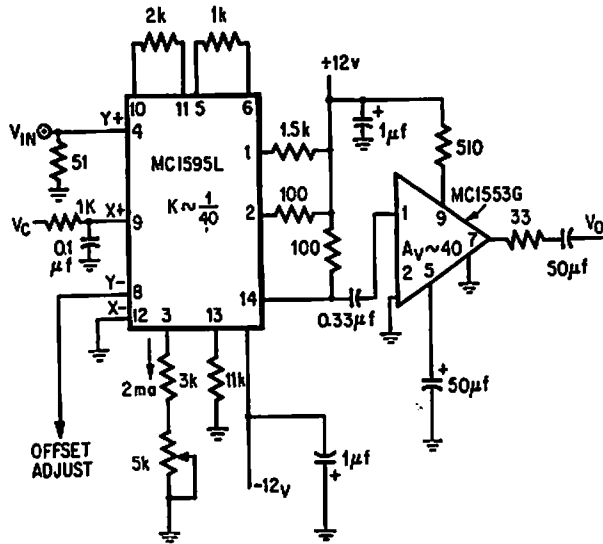 2k
1k
+12v
10
11
5
6
V_IN
Y+
4
1
1.5k
+
1µf
510
51
MC1595L
MC1553G
V_C
1K
X+
9
K ~ 1/40
2
100
100
1
9
A_V ~ 40
7
33
V_O
0.1 µf
2
5
50µf
Y-
8
14
0.33µf
X-
12
3
13
2ma
3k
11k
+
50µf
OFFSET
ADJUST
5k
-12v
1µf
+